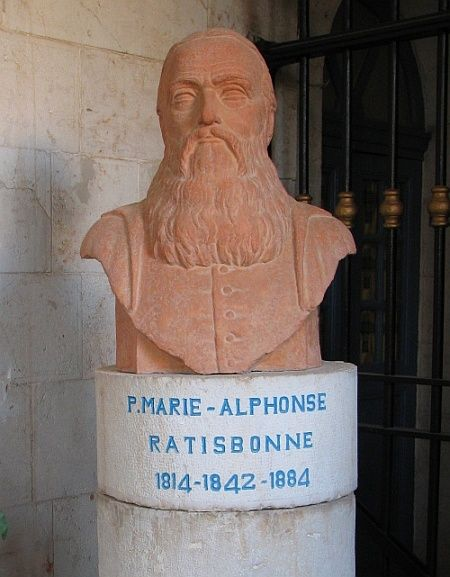 P. MARIE-ALPHONSE
RATISBONNE
1814-1842-1884